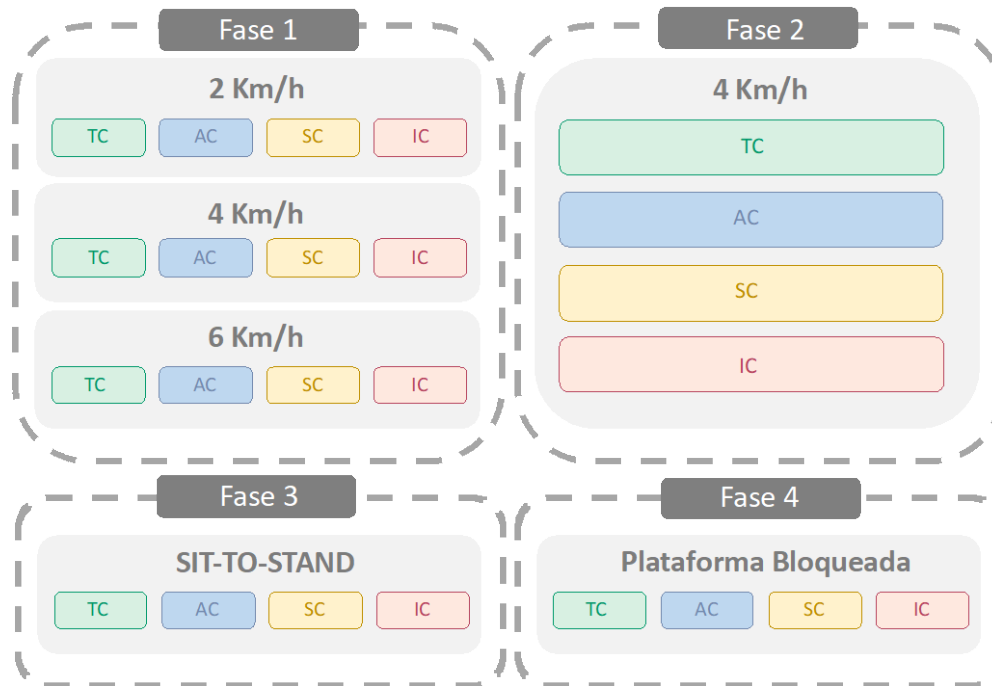 Fase 1
2 Km/h
TC AC SC IC
4 Km/h
TC AC SC IC
6 Km/h
TC AC SC IC
Fase 2
4 Km/h
TC
AC
SC
IC
Fase 3
SIT-TO-STAND
TC AC SC IC
Fase 4
Plataforma Bloqueada
TC AC SC IC